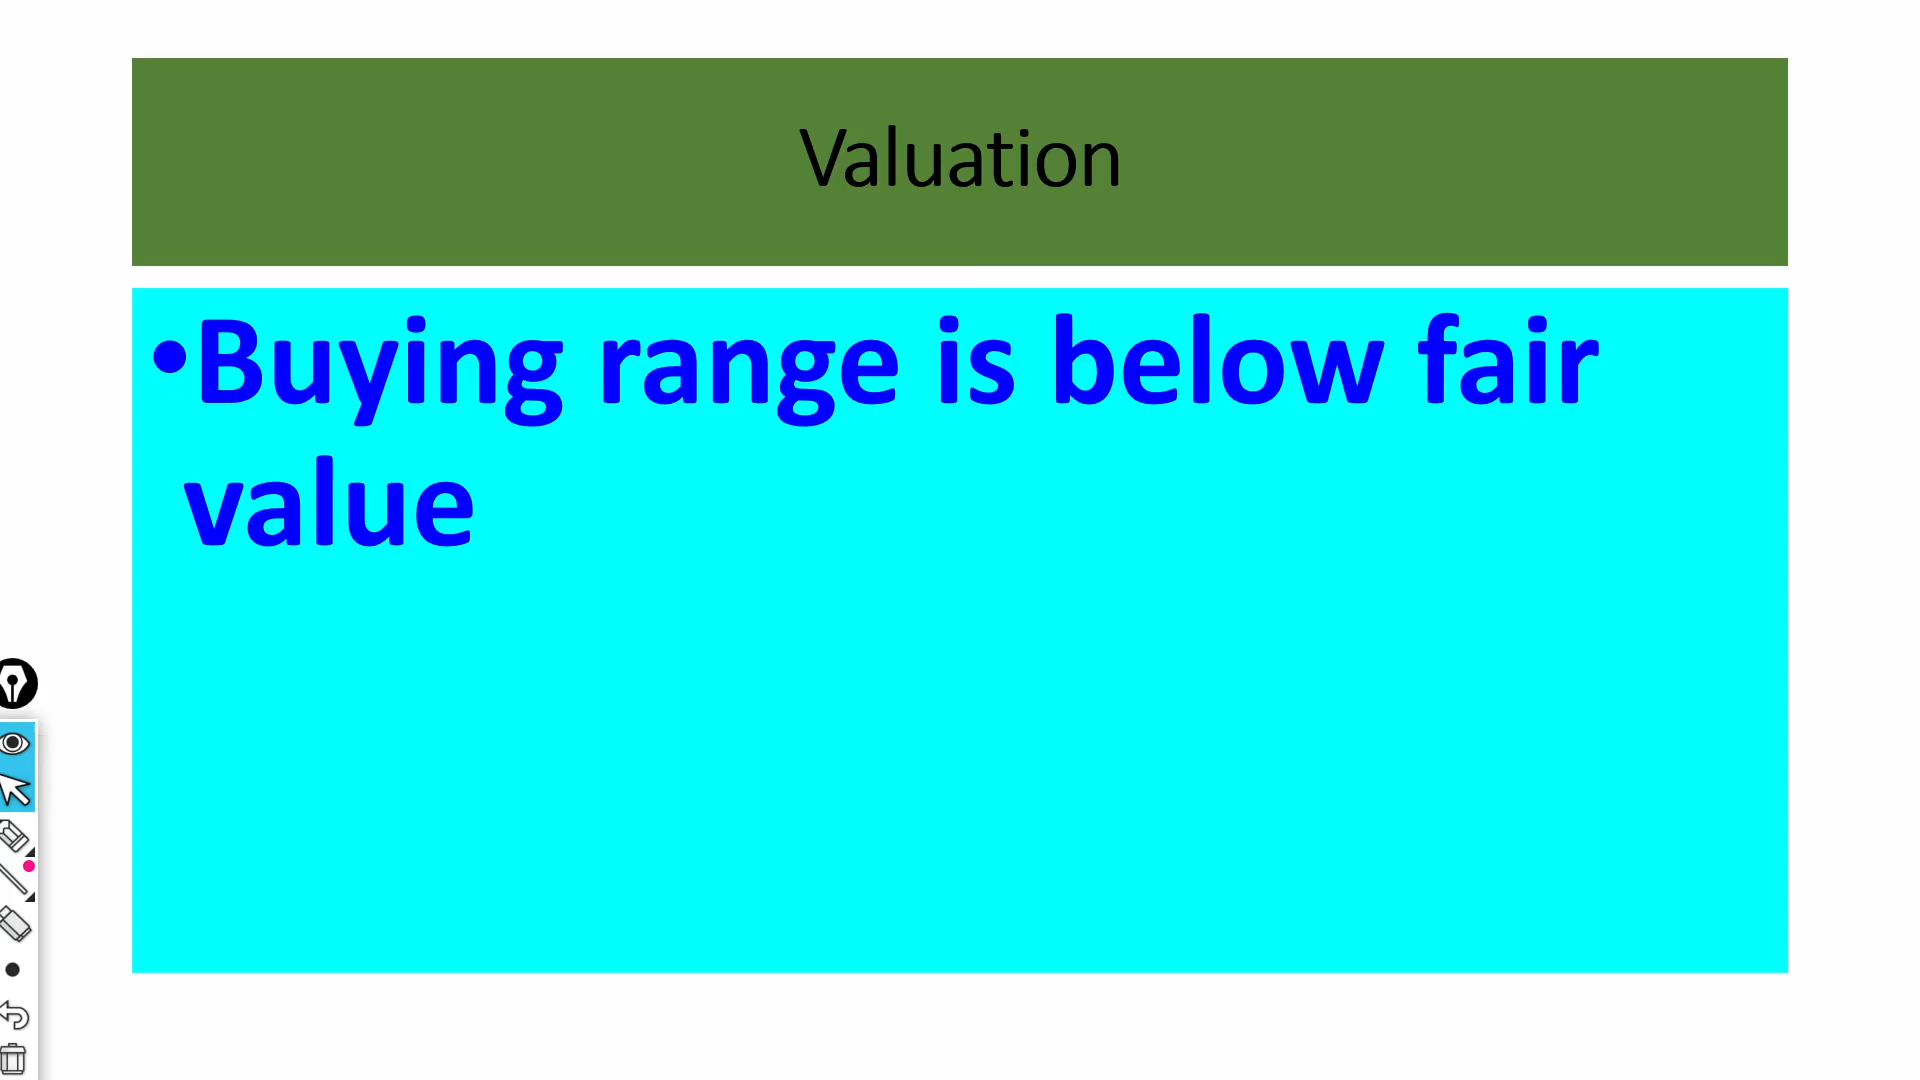 Valuation
•Buying range is below fair
value